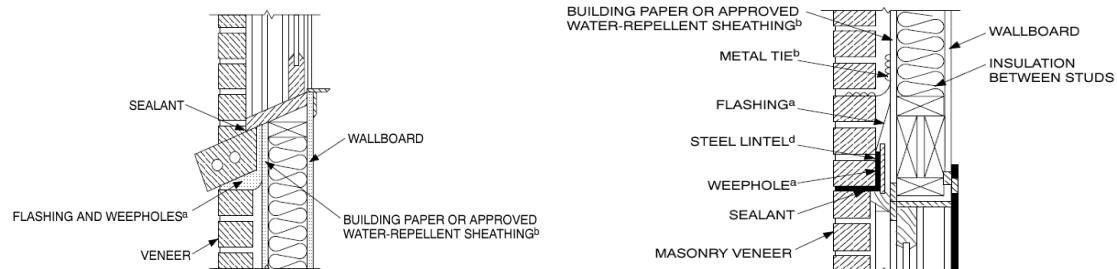 SEALANT
WALLBOARD
FLASHING AND WEEPHOLESᵃ
BUILDING PAPER OR APPROVED
WATER-REPELLENT SHEATHINGᵇ
VENEER
BUILDING PAPER OR APPROVED
WATER-REPELLENT SHEATHINGᵇ
WALLBOARD
METAL TIEᵇ
INSULATION
BETWEEN STUDS
FLASHINGᵃ
STEEL LINTELᵈ
WEEPHOLEᵃ
SEALANT
MASONRY VENEER